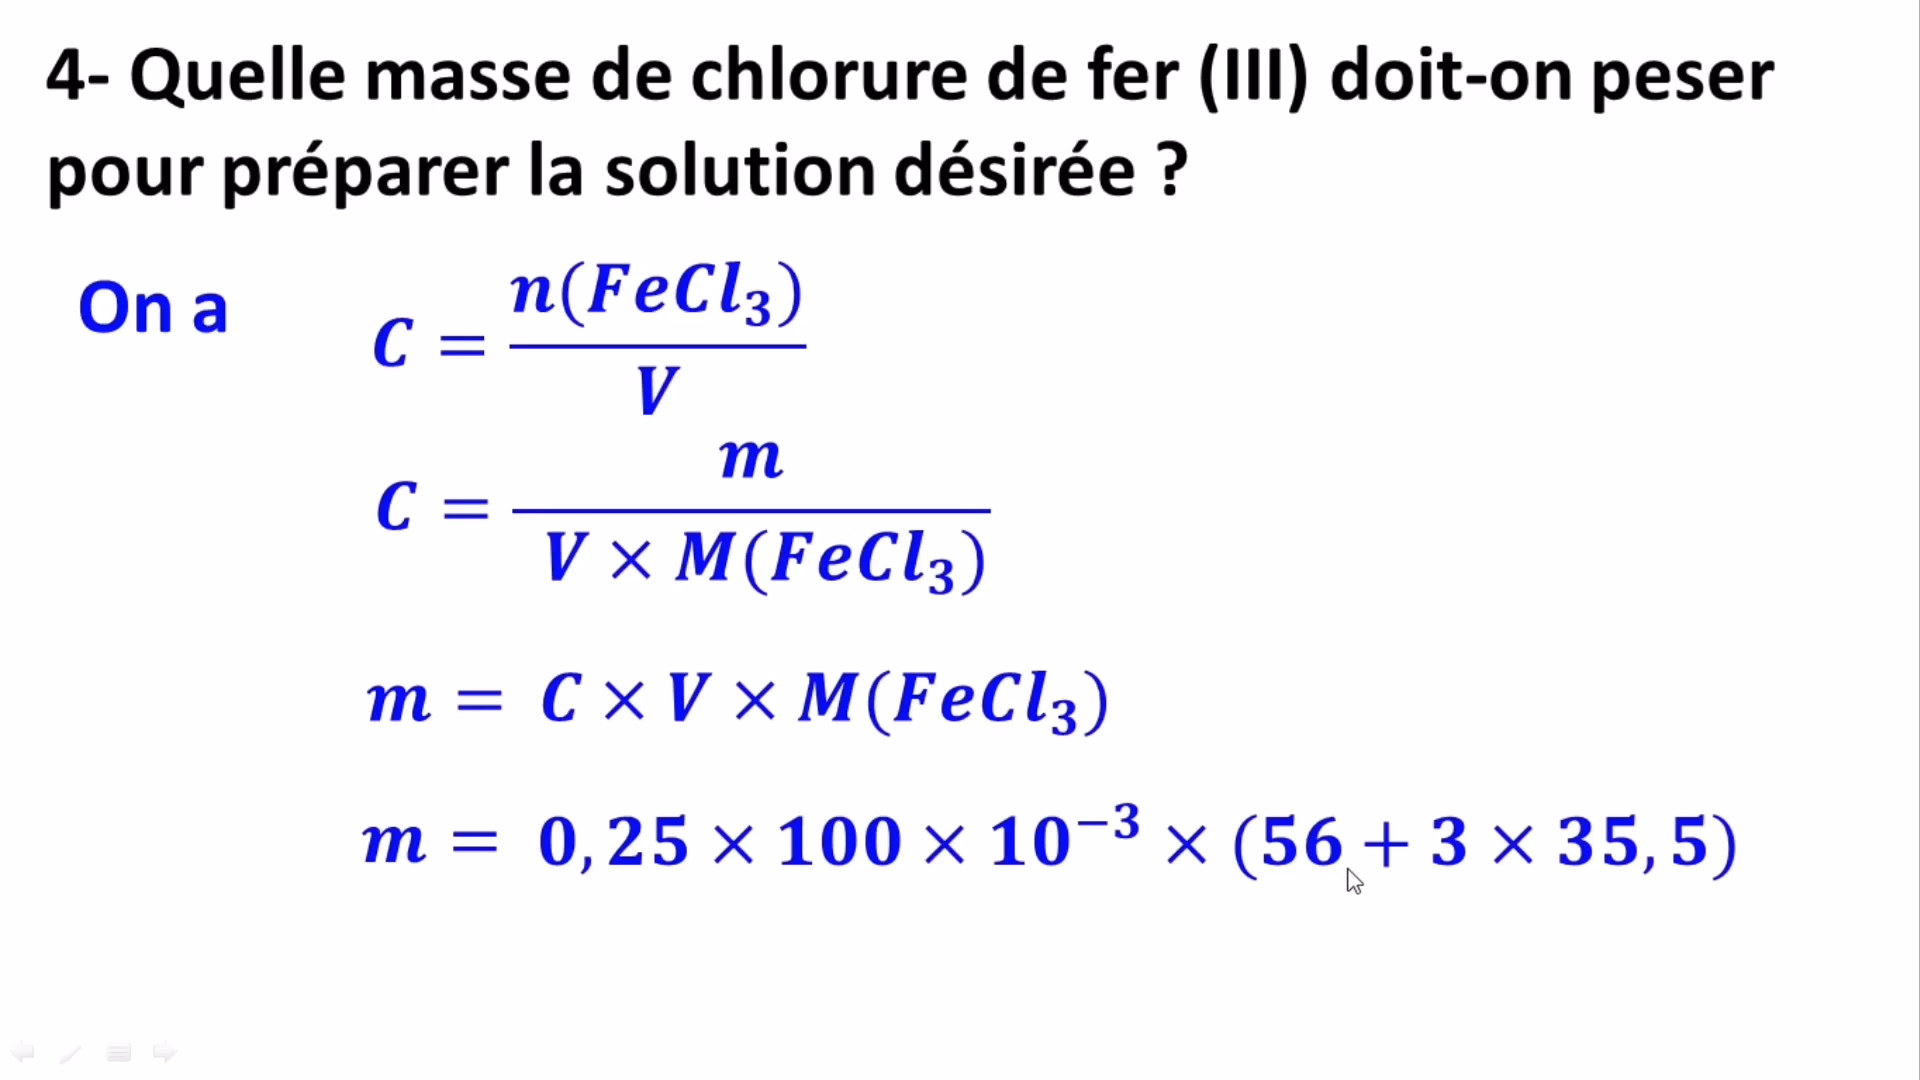 4- Quelle masse de chlorure de fer (III) doit-on peser
pour préparer la solution désirée ?
On a
C = n(FeCl₃) / V
C = m / V × M(FeCl₃)
m = C × V × M(FeCl₃)
m = 0,25 × 100 × 10⁻³ × (56 + 3 × 35,5)